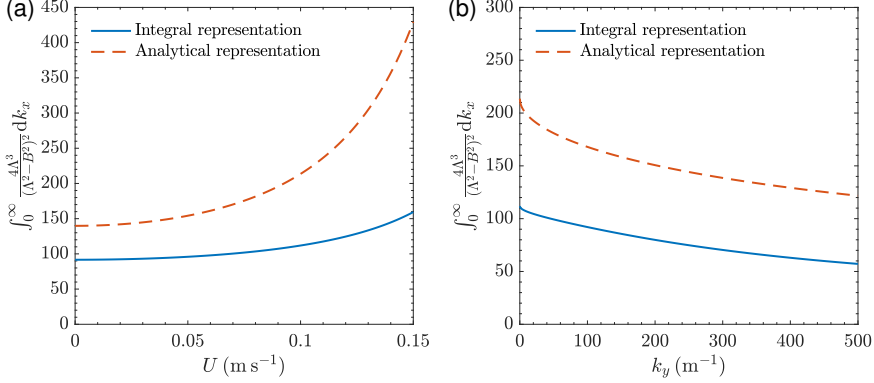 (a)
450
400
350
300
250
200
150
100
50
0
Integral representation
Analytical representation
∫₀^∞ 4Λ³/(Λ²−B²)² dkₓ
0
0.05
0.1
0.15
U (m s⁻¹)
(b)
300
250
200
150
100
50
0
Integral representation
Analytical representation
∫₀^∞ 4Λ³/(Λ²−B²)² dkₓ
0
100
200
300
400
500
k_y (m⁻¹)